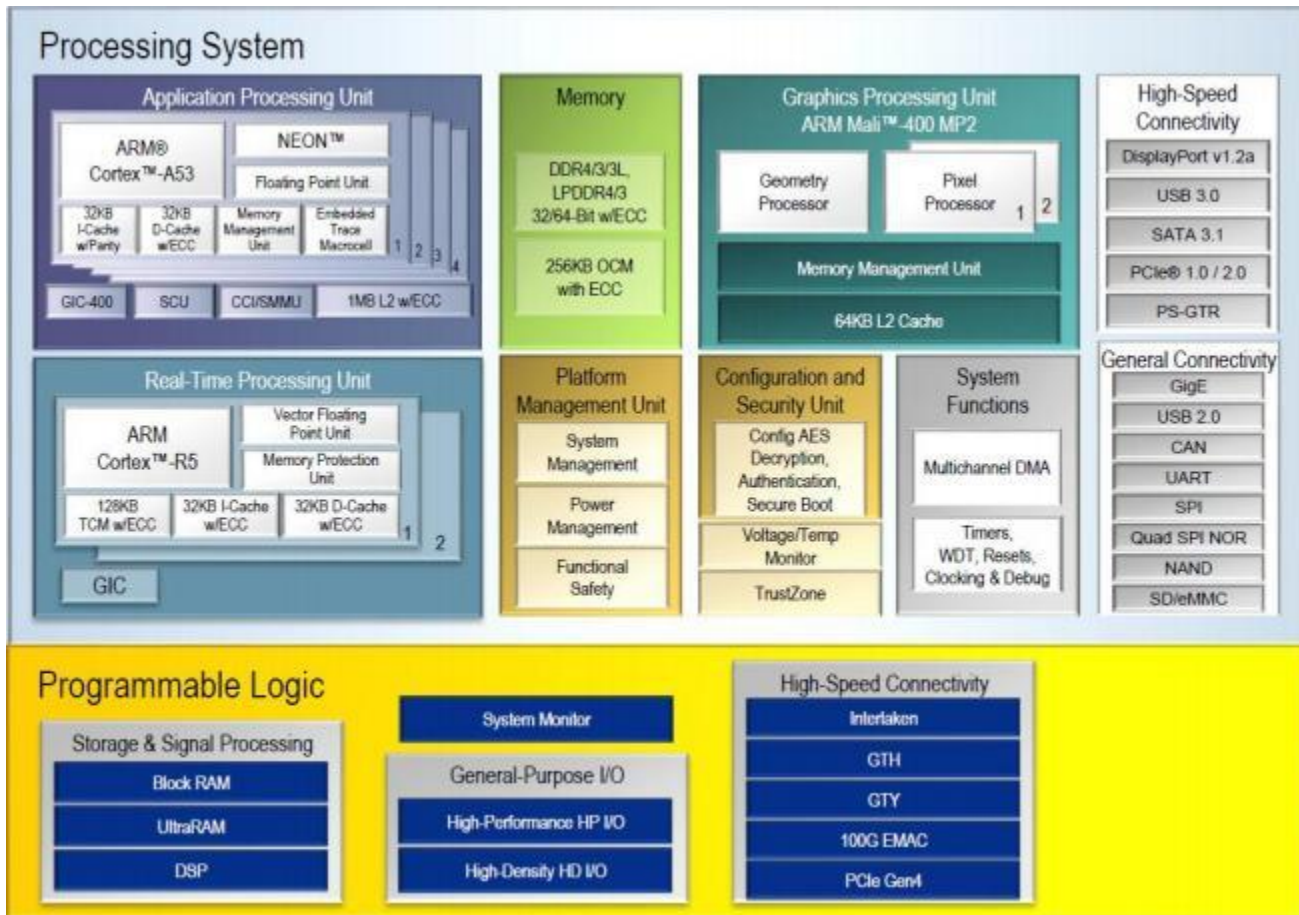 Processing System
Application Processing Unit
ARM®
Cortex™-A53
NEON™
Floating Point Unit
32KB
I-Cache
w/Parity
32KB
D-Cache
w/ECC
Memory
Management
Unit
Embedded
Trace
Macrocell
1
2
3
4
GIC-400
SCU
CCI/SMMU
1MB L2 w/ECC
Memory
DDR4/3/3L,
LPDDR4/3
32/64-Bit w/ECC
256KB OCM
with ECC
Graphics Processing Unit
ARM Mali™-400 MP2
Geometry
Processor
Pixel
Processor
1
2
Memory Management Unit
64KB L2 Cache
High-Speed
Connectivity
DisplayPort v1.2a
USB 3.0
SATA 3.1
PCIe® 1.0 / 2.0
PS-GTR
Real-Time Processing Unit
ARM
Cortex™-R5
Vector Floating
Point Unit
Memory Protection
Unit
128KB
TCM w/ECC
32KB I-Cache
w/ECC
32KB D-Cache
w/ECC
1
2
GIC
Platform
Management Unit
System
Management
Power
Management
Functional
Safety
Configuration and
Security Unit
Config AES
Decryption,
Authentication,
Secure Boot
Voltage/Temp
Monitor
TrustZone
System
Functions
Multichannel DMA
Timers,
WDT, Resets,
Clocking & Debug
General Connectivity
GigE
USB 2.0
CAN
UART
SPI
Quad SPI NOR
NAND
SD/eMMC
Programmable Logic
Storage & Signal Processing
Block RAM
UltraRAM
DSP
System Monitor
General-Purpose I/O
High-Performance HP I/O
High-Density HD I/O
High-Speed Connectivity
Interlaken
GTH
GTY
100G EMAC
PCIe Gen4